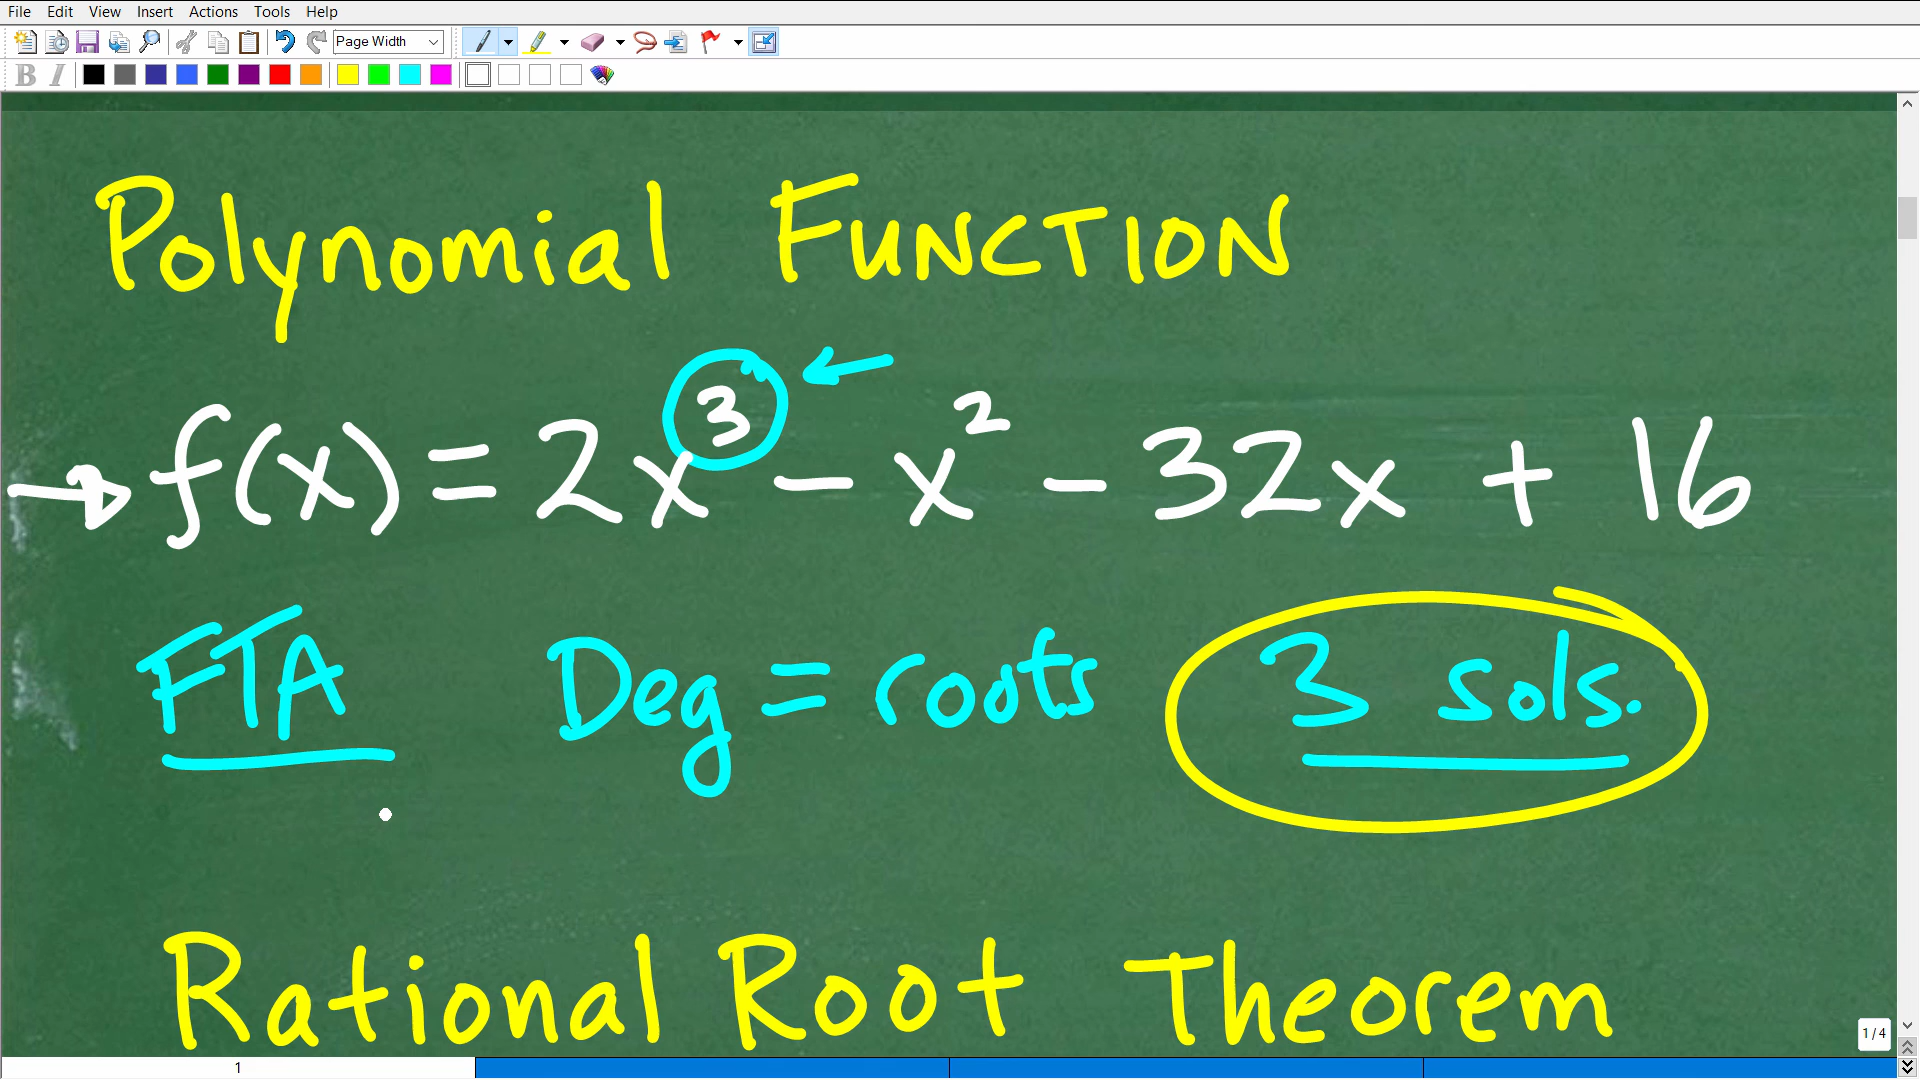 File Edit View Insert Actions Tools Help
Page Width
B I
Polynomial FUNCTION
f(x) = 2x³ - x² - 32x + 16
FTA Deg = roots 3 sols.
Rational Root Theorem
1 / 4
1